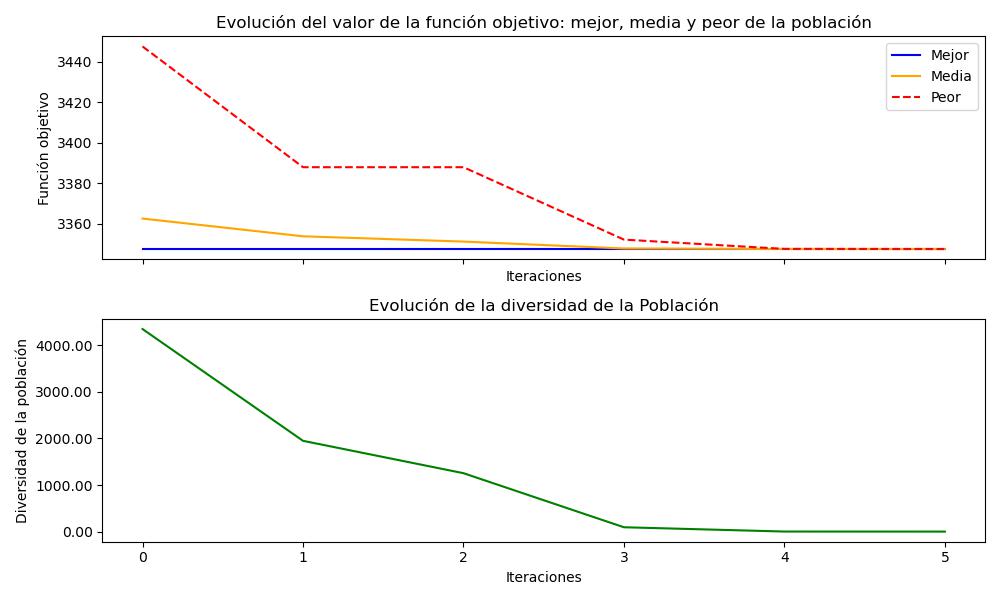 Evolución del valor de la función objetivo: mejor, media y peor de la población
Función objetivo
3440
3420
3400
3380
3360
Mejor
Media
Peor
Iteraciones
Evolución de la diversidad de la Población
Diversidad de la población
4000.00
3000.00
2000.00
1000.00
0.00
0 1 2 3 4 5
Iteraciones